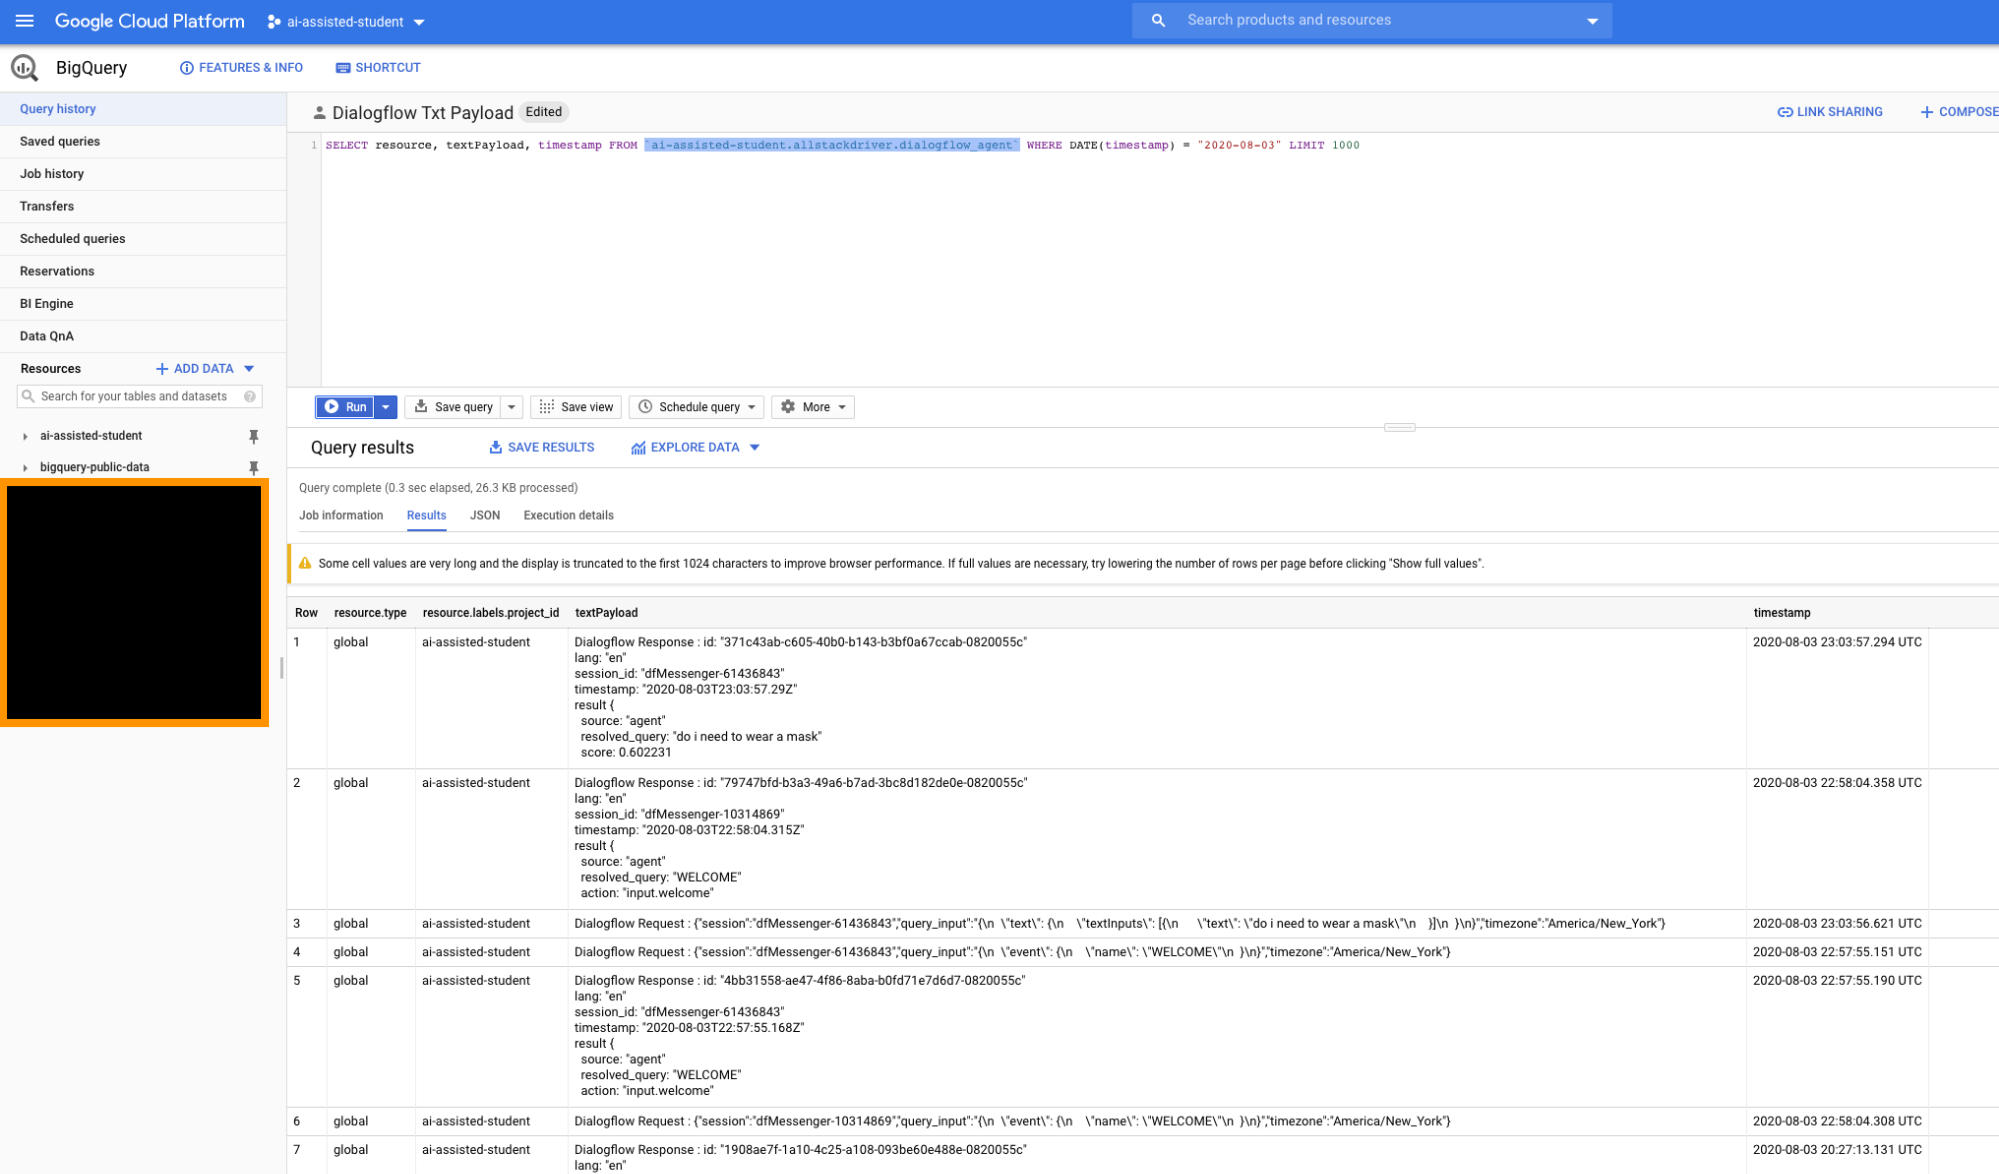 Google Cloud Platform ai-assisted-student Search products and resources
BigQuery FEATURES & INFO SHORTCUT
Query history
Saved queries
Job history
Transfers
Scheduled queries
Reservations
BI Engine
Data QnA
Resources + ADD DATA
Search for your tables and datasets
ai-assisted-student
bigquery-public-data
Dialogflow Txt Payload Edited LINK SHARING + COMPOSE
1 SELECT resource, textPayload, timestamp FROM `ai-assisted-student.allstackdriver.dialogflow_agent` WHERE DATE(timestamp) = "2020-08-03" LIMIT 1000
Run Save query Save view Schedule query More
Query results SAVE RESULTS EXPLORE DATA
Query complete (0.3 sec elapsed, 26.3 KB processed)
Job information Results JSON Execution details
Some cell values are very long and the display is truncated to the first 1024 characters to improve browser performance. If full values are necessary, try lowering the number of rows per page before clicking "Show full values".
Row resource.type resource.labels.project_id textPayload timestamp
1 global ai-assisted-student Dialogflow Response : id: "371c43ab-c605-40b0-b143-b3bf0a67ccab-0820055c" 2020-08-03 23:03:57.294 UTC
lang: "en"
session_id: "dfMessenger-61436843"
timestamp: "2020-08-03T23:03:57.29Z"
result {
source: "agent"
resolved_query: "do i need to wear a mask"
score: 0.602231
2 global ai-assisted-student Dialogflow Response : id: "79747bfd-b3a3-49a6-b7ad-3bc8d182de0e-0820055c" 2020-08-03 22:58:04.358 UTC
lang: "en"
session_id: "dfMessenger-10314869"
timestamp: "2020-08-03T22:58:04.315Z"
result {
source: "agent"
resolved_query: "WELCOME"
action: "input.welcome"
3 global ai-assisted-student Dialogflow Request : {"session":"dfMessenger-61436843","query_input":"{\n \"text\": {\n \"textInputs\": [{\n \"text\": \"do i need to wear a mask\"\n }]\n }\n}","timezone":"America/New_York"} 2020-08-03 23:03:56.621 UTC
4 global ai-assisted-student Dialogflow Request : {"session":"dfMessenger-61436843","query_input":"{\n \"event\": {\n \"name\": \"WELCOME\"\n }\n}","timezone":"America/New_York"} 2020-08-03 22:57:55.151 UTC
5 global ai-assisted-student Dialogflow Response : id: "4bb31558-ae47-4f86-8aba-b0fd71e7d6d7-0820055c" 2020-08-03 22:57:55.190 UTC
lang: "en"
session_id: "dfMessenger-61436843"
timestamp: "2020-08-03T22:57:55.168Z"
result {
source: "agent"
resolved_query: "WELCOME"
action: "input.welcome"
6 global ai-assisted-student Dialogflow Request : {"session":"dfMessenger-10314869","query_input":"{\n \"event\": {\n \"name\": \"WELCOME\"\n }\n}","timezone":"America/New_York"} 2020-08-03 22:58:04.308 UTC
7 global ai-assisted-student Dialogflow Response : id: "1908ae7f-1a10-4c25-a108-093be60e488e-0820055c" 2020-08-03 20:27:13.131 UTC
lang: "en"